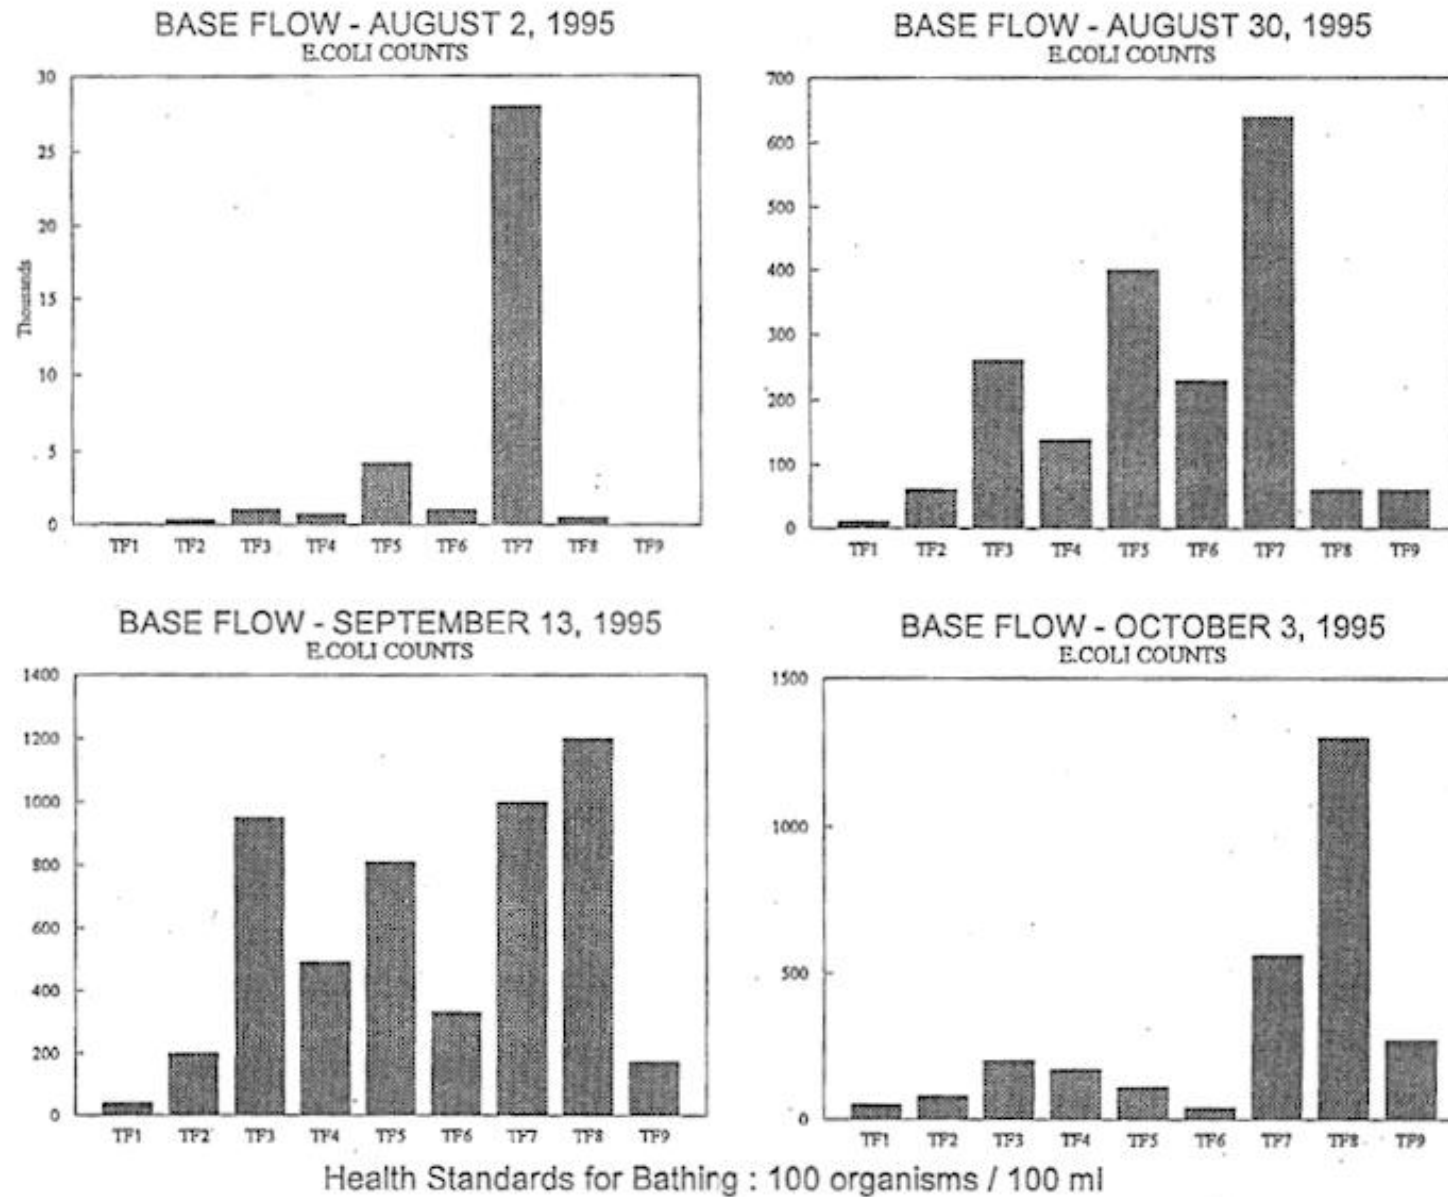 BASE FLOW - AUGUST 2, 1995
E.COLI COUNTS
30
25
20
15
10
5
0
Thousands
TF1 TF2 TF3 TF4 TF5 TF6 TF7 TF8 TF9
BASE FLOW - AUGUST 30, 1995
E.COLI COUNTS
700
600
500
400
300
200
100
0
TF1 TF2 TF3 TF4 TF5 TF6 TF7 TF8 TF9
BASE FLOW - SEPTEMBER 13, 1995
E.COLI COUNTS
1400
1200
1000
800
600
400
200
0
TF1 TF2 TF3 TF4 TF5 TF6 TF7 TF8 TF9
BASE FLOW - OCTOBER 3, 1995
E.COLI COUNTS
1500
1000
500
0
TF1 TF2 TF3 TF4 TF5 TF6 TF7 TF8 TF9
Health Standards for Bathing : 100 organisms / 100 ml